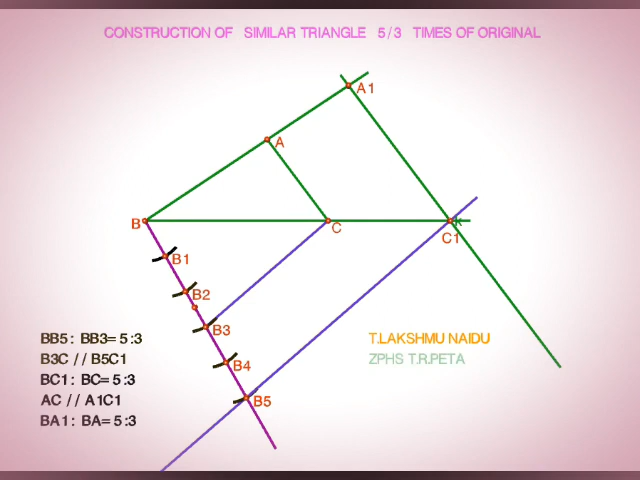 CONSTRUCTION OF SIMILAR TRIANGLE 5/3 TIMES OF ORIGINAL
A1
A
B
C
k
C1
B1
B2
B3
B4
B5
BB5: BB3=5:3
B3C // B5C1
BC1: BC=5:3
AC // A1C1
BA1: BA=5:3
T.LAKSHMU NAIDU
ZPHS T.R.PETA